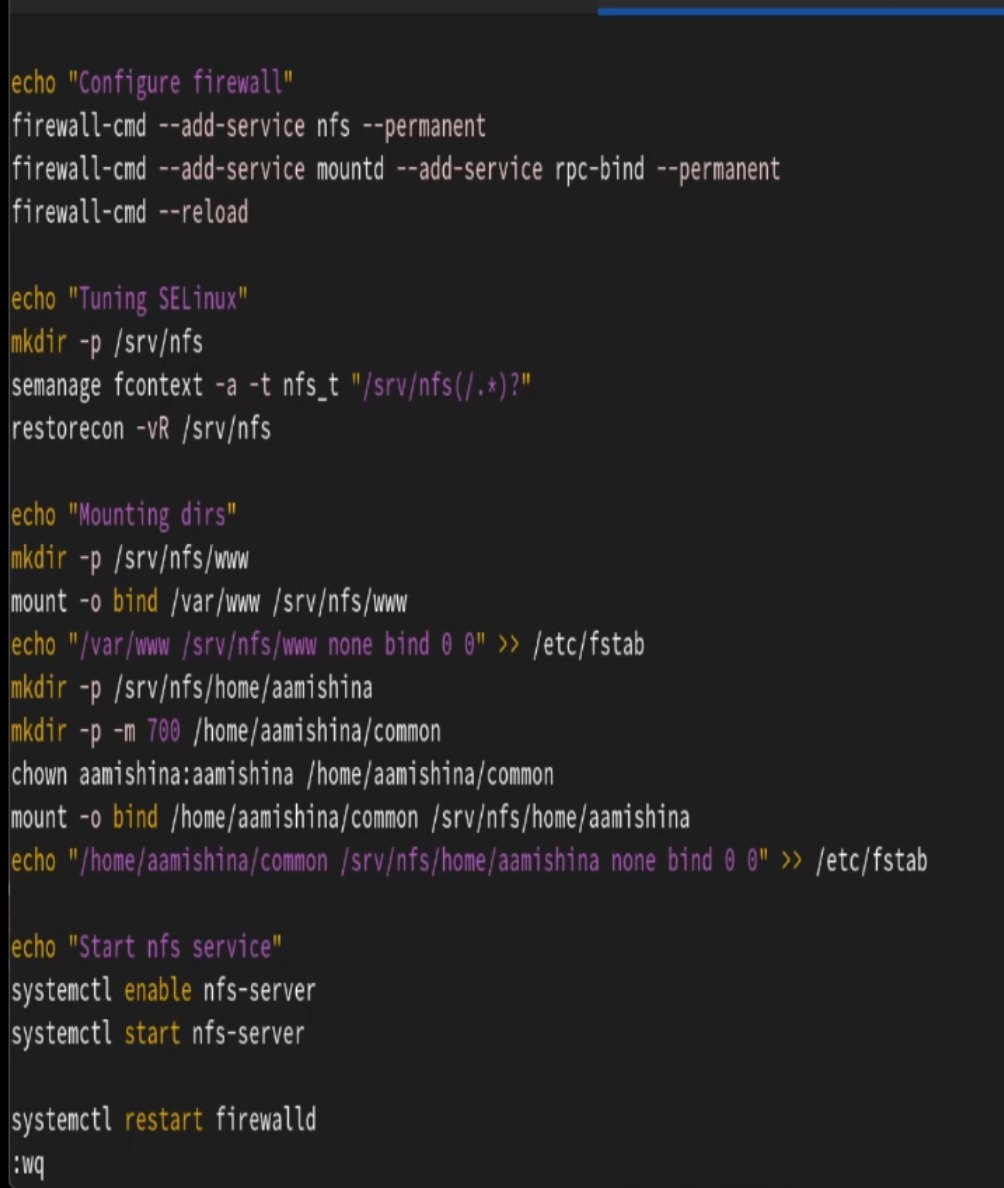 echo "Configure firewall"
firewall-cmd --add-service nfs --permanent
firewall-cmd --add-service mountd --add-service rpc-bind --permanent
firewall-cmd --reload
echo "Tuning SELinux"
mkdir -p /srv/nfs
semanage fcontext -a -t nfs_t "/srv/nfs(/.*)?"
restorecon -vR /srv/nfs
echo "Mounting dirs"
mkdir -p /srv/nfs/www
mount -o bind /var/www /srv/nfs/www
echo "/var/www /srv/nfs/www none bind 0 0" >> /etc/fstab
mkdir -p /srv/nfs/home/aamishina
mkdir -p -m 700 /home/aamishina/common
chown aamishina:aamishina /home/aamishina/common
mount -o bind /home/aamishina/common /srv/nfs/home/aamishina
echo "/home/aamishina/common /srv/nfs/home/aamishina none bind 0 0" >> /etc/fstab
echo "Start nfs service"
systemctl enable nfs-server
systemctl start nfs-server
systemctl restart firewalld
:wq